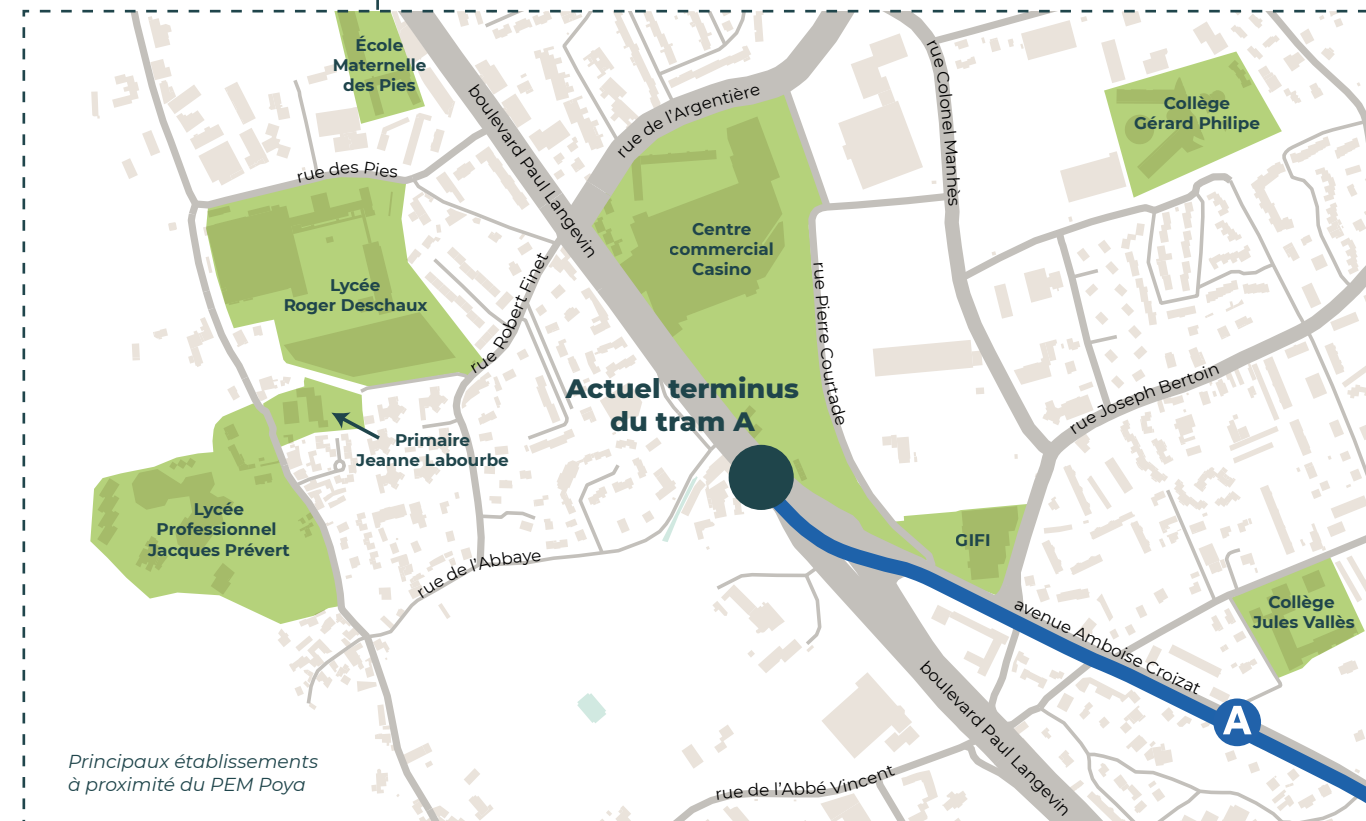 École
Maternelle
des Pies
boulevard Paul Langevin
rue de l'Argentière
rue Colonel Manhès
Collège
Gérard Philipe
rue des Pies
Centre
commercial
Casino
Lycée
Roger Deschaux
rue Robert Finet
rue Pierre Courtade
Actuel terminus
du tram A
rue Joseph Bertoin
Primaire
Jeanne Labourbe
Lycée
Professionnel
Jacques Prévert
rue de l'Abbaye
GIFI
Collège
Jules Vallès
avenue Amboise Croizat
boulevard Paul Langevin
A
Principaux établissements
à proximité du PEM Poya
rue de l'Abbé Vincent